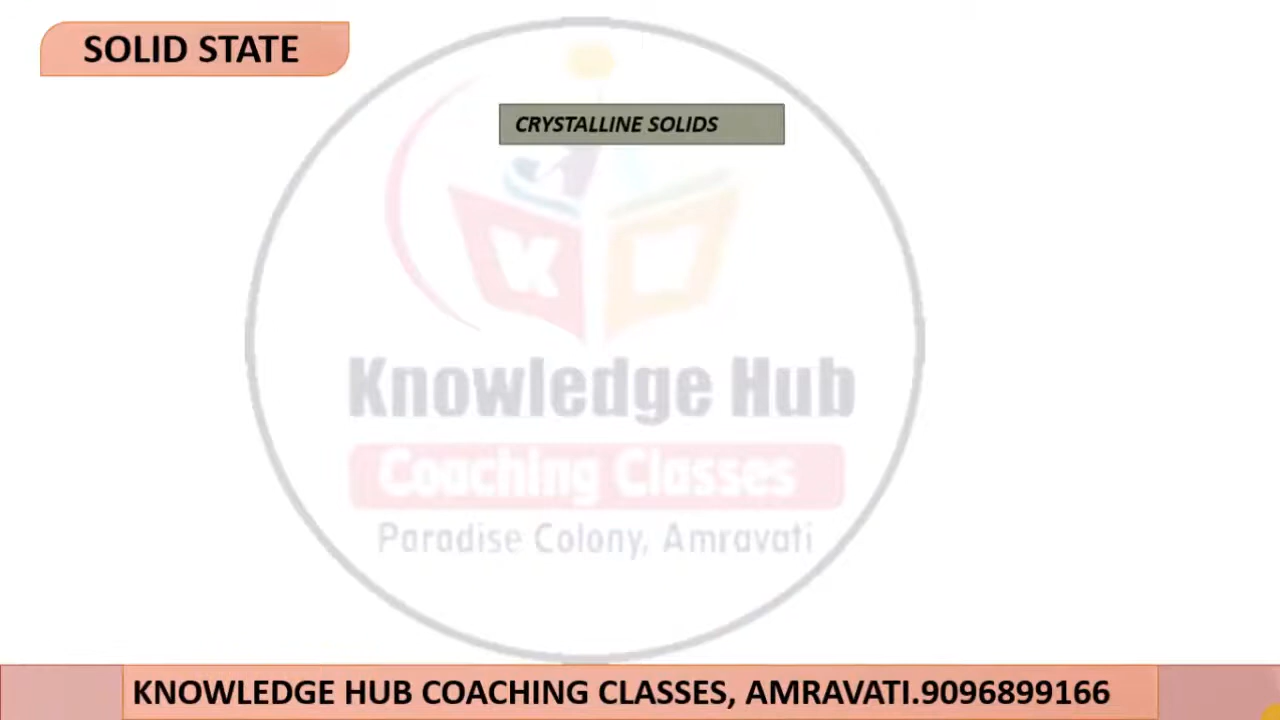 SOLID STATE
CRYSTALLINE SOLIDS
K
Knowledge Hub
Coaching Classes
Paradise Colony, Amravati
KNOWLEDGE HUB COACHING CLASSES, AMRAVATI.9096899166